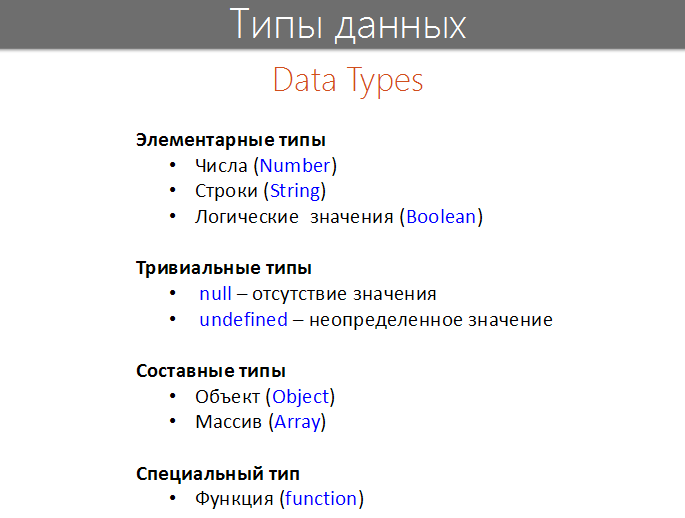 Типы данных
Data Types
Элементарные типы
• Числа (Number)
• Строки (String)
• Логические значения (Boolean)
Тривиальные типы
• null – отсутствие значения
• undefined – неопределенное значение
Составные типы
• Объект (Object)
• Массив (Array)
Специальный тип
• Функция (function)